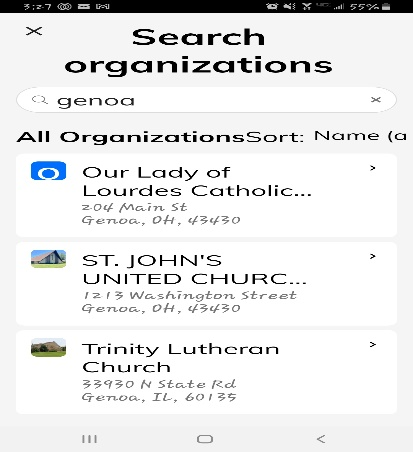 3:27 55%
Search
organizations
genoa ×
All Organizations Sort: Name (a
Our Lady of
Lourdes Catholic...
204 Main St
Genoa, OH, 43430
ST. JOHN'S
UNITED CHURC...
1213 Washington Street
Genoa, OH, 43430
Trinity Lutheran
Church
33930 N State Rd
Genoa, IL, 60135